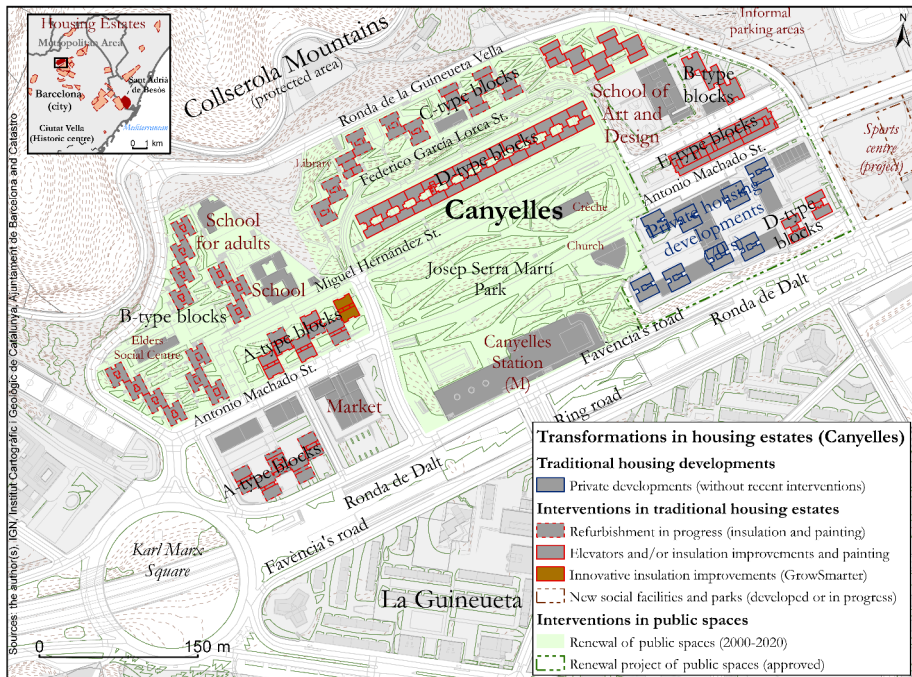 Housing Estates
Metropolitan Area
Sant Adrià
de Besòs
Barcelona
(city)
Mediterranean
Ciutat Vella
(Historic centre)
0 1 km
Collserola Mountains
(protected area)
Informal
parking areas
N
Ronda de la Guineueta Vella
C-type blocks
B-type
blocks
School of
Art and
Design
Federico García Lorca St.
Library
D-type blocks
E-type blocks
Antonio Machado St.
Sports
centre
(project)
Canyelles
Crèche
Private housing
developments
D-type
blocks
School
for adults
Miguel Hernández St.
Church
School
Josep Serra Martí
Park
B-type blocks
A-type blocks
Elders'
Social Centre
Canyelles
Station
(M)
Favència's road
Ronda de Dalt
Antonio Machado St.
Market
Ring road
A-type blocks
Ronda de Dalt
Favència's road
Karl Marx
Square
La Guineueta
0 150 m
Sources: the author(s), IGN, Institut Cartogràfic i Geològic de Catalunya, Ajuntament de Barcelona and Catastro
Transformations in housing estates (Canyelles)
Traditional housing developments
Private developments (without recent interventions)
Interventions in traditional housing estates
Refurbishment in progress (insulation and painting)
Elevators and/or insulation improvements and painting
Innovative insulation improvements (GrowSmarter)
New social facilities and parks (developed or in progress)
Interventions in public spaces
Renewal of public spaces (2000-2020)
Renewal project of public spaces (approved)